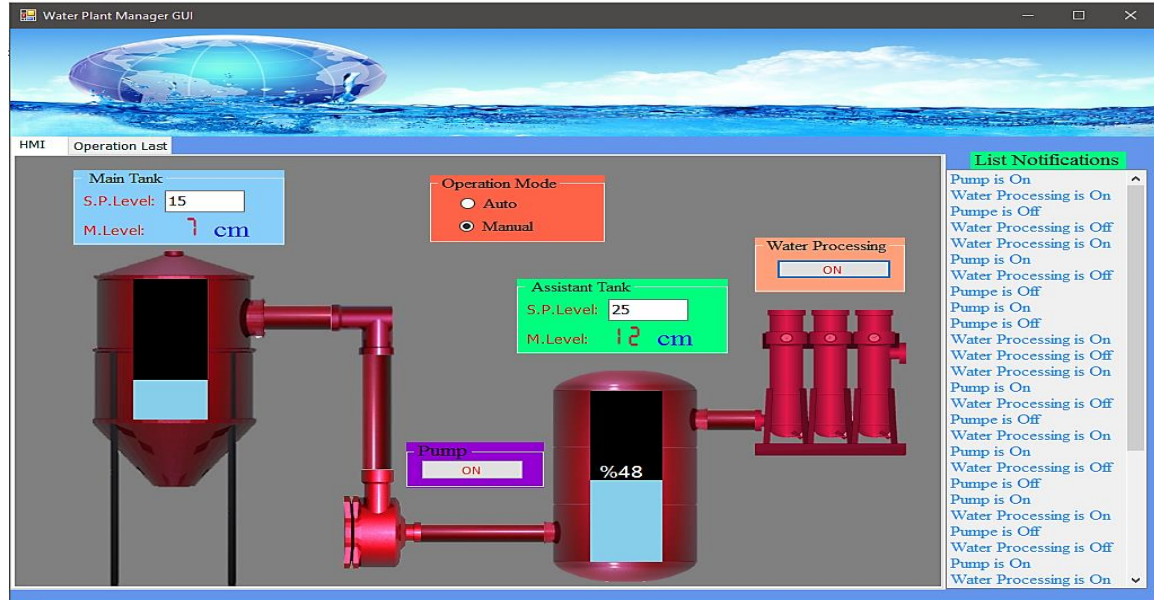 Water Plant Manager GUI
HMI
Operation Last
Main Tank
S.P.Level: 15
M.Level: 7 cm
Operation Mode
Auto
Manual
Water Processing
ON
Assistant Tank
S.P.Level: 25
M.Level: 12 cm
Pump
ON
%48
List Notifications
Pump is On
Water Processing is On
Pumpe is Off
Water Processing is Off
Water Processing is On
Pump is On
Water Processing is Off
Pumpe is Off
Pump is On
Pumpe is Off
Water Processing is On
Water Processing is Off
Water Processing is On
Pump is On
Water Processing is Off
Pumpe is Off
Water Processing is On
Pump is On
Water Processing is Off
Pumpe is Off
Pump is On
Water Processing is On
Pumpe is Off
Water Processing is Off
Pump is On
Water Processing is On